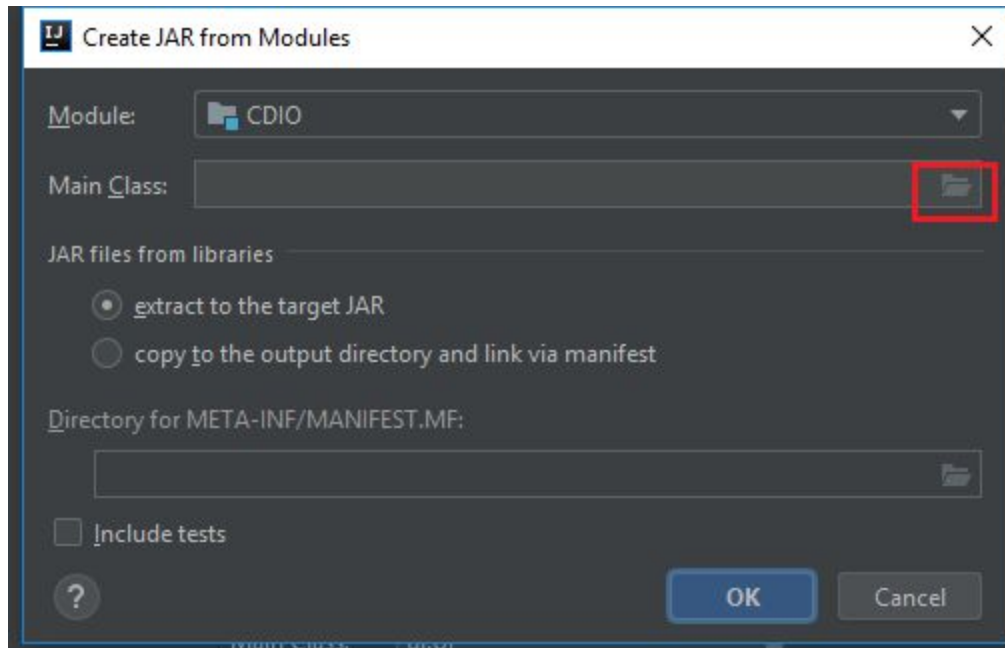 IJ Create JAR from Modules
Module: CDIO
Main Class:
JAR files from libraries
extract to the target JAR
copy to the output directory and link via manifest
Directory for META-INF/MANIFEST.MF:
Include tests
? OK Cancel